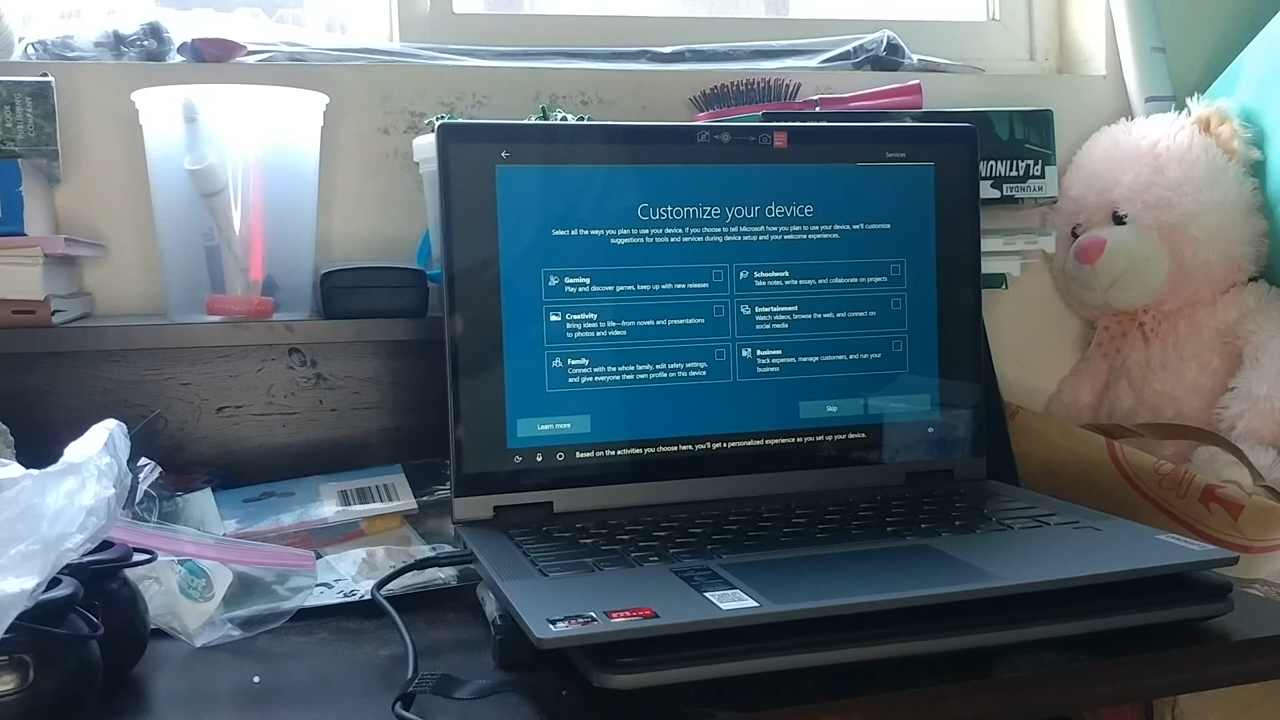 BOOK
PUBLISHING
COMPANY
PLATINUM
HYUNDAI
Services
Customize your device
Select all the ways you plan to use your device. If you choose to tell Microsoft how you plan to use your device, we'll customize
suggestions for tools and services during device setup and your welcome experiences.
Gaming
Play and discover games, keep up with new releases
Schoolwork
Take notes, write essays, and collaborate on projects
Creativity
Bring ideas to life—from novels and presentations
to photos and videos
Entertainment
Watch videos, browse the web, and connect on
social media
Family
Connect with the whole family, edit safety settings,
and give everyone their own profile on this device
Business
Track expenses, manage customers, and run your
business
Learn more
Skip
Based on the activities you choose here, you'll get a personalized experience as you set up your device.
RYZEN
RADEON